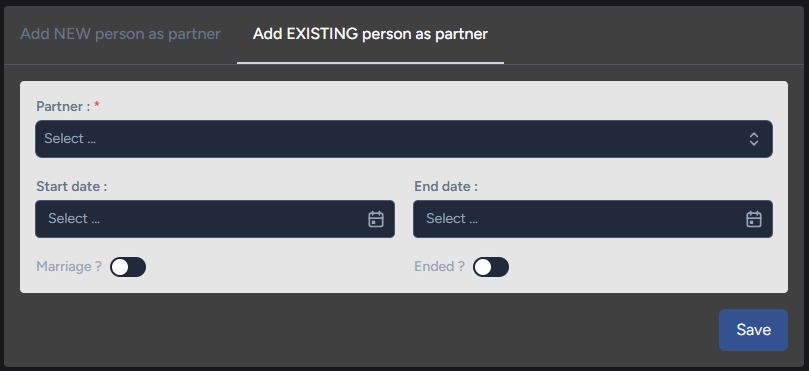 Add NEW person as partner Add EXISTING person as partner
Partner : *
Select ...
Start date : End date :
Select ... Select ...
Marriage ? Ended ?
Save